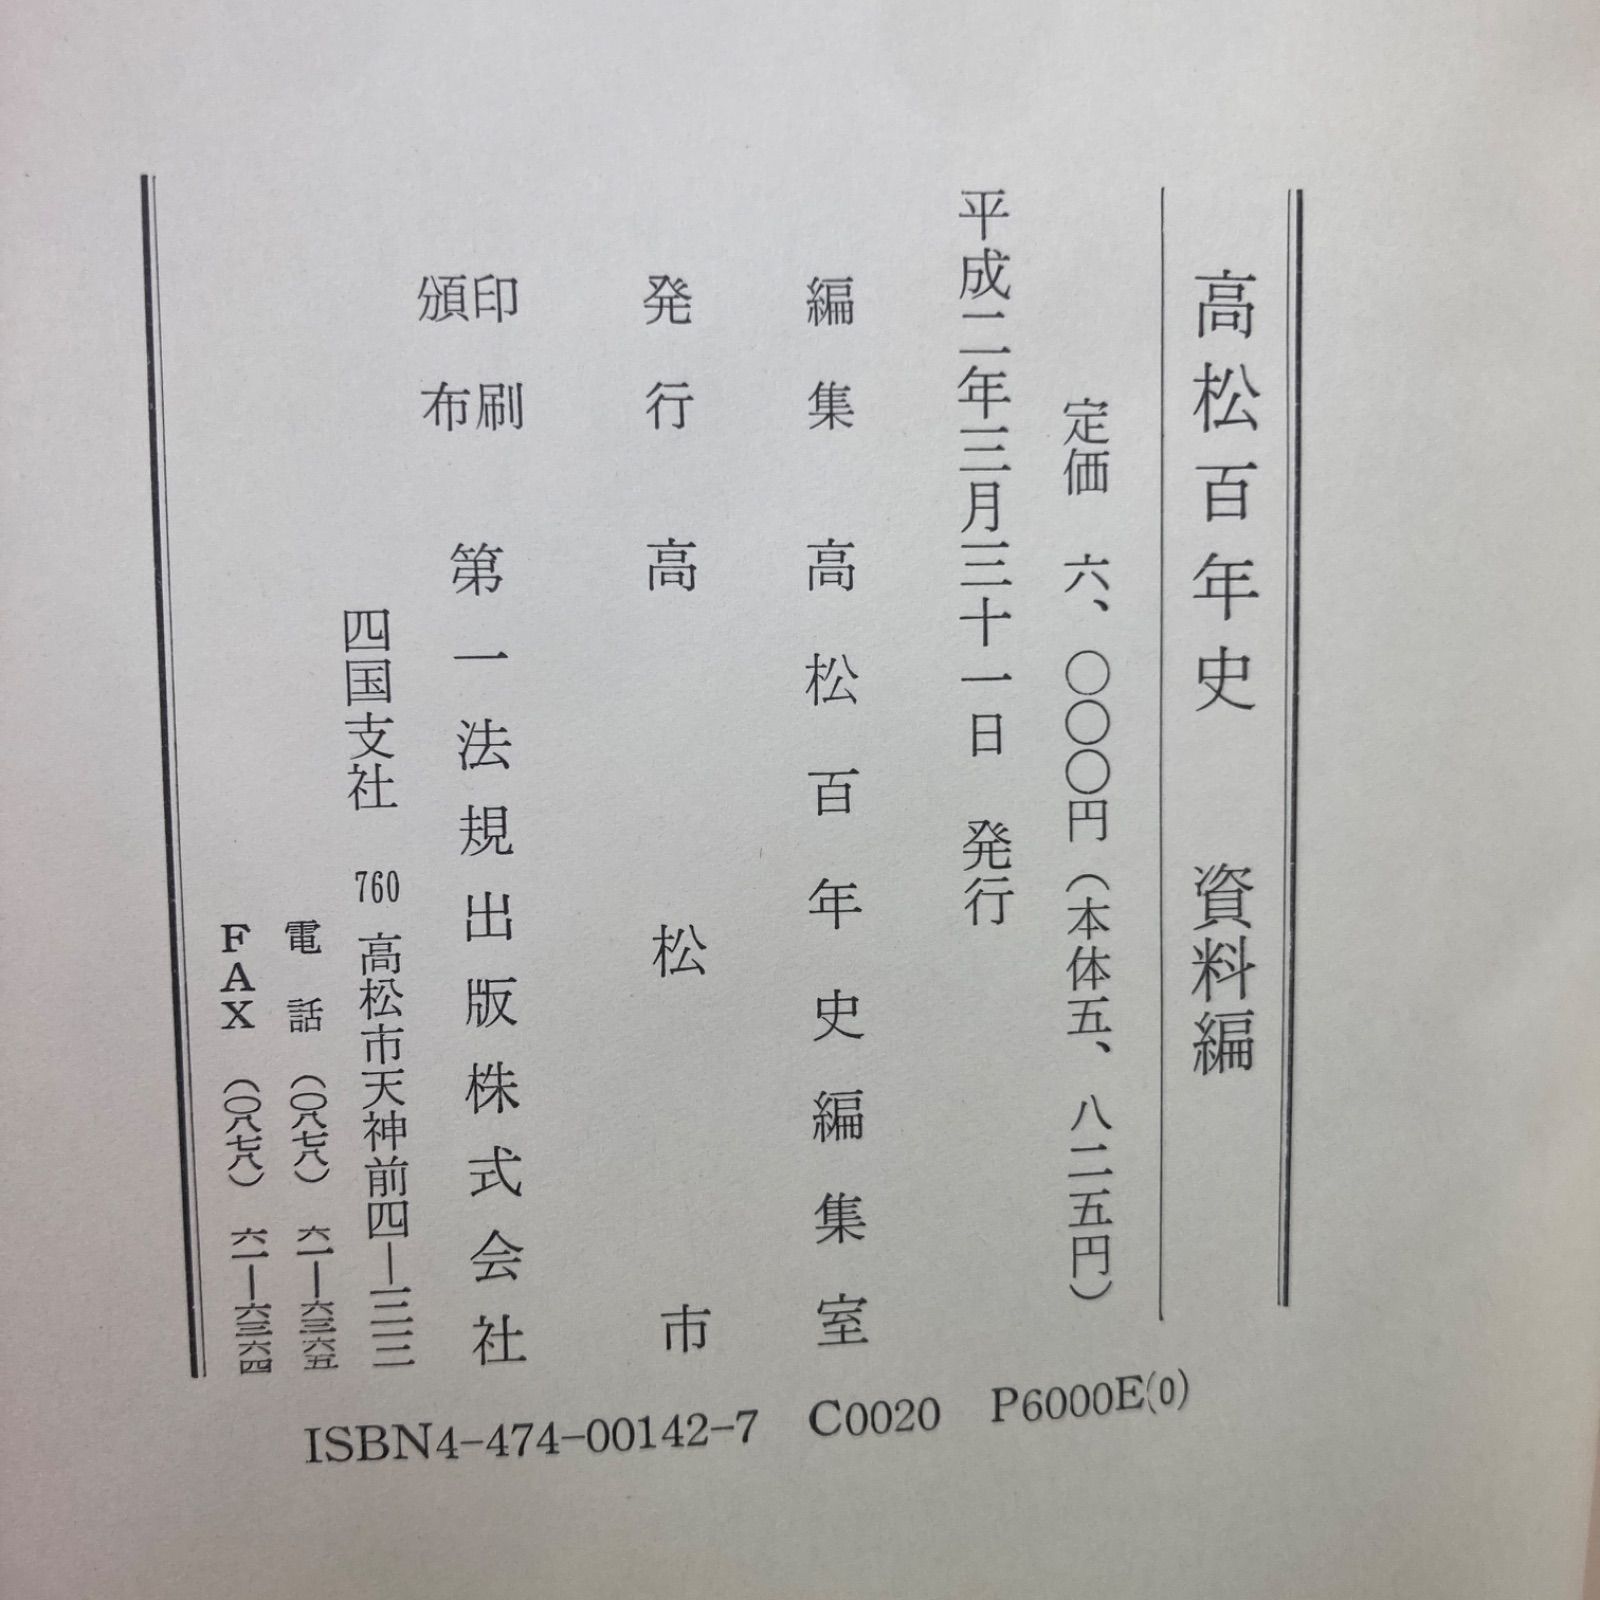 高松百年史　資料編
定価　六、〇〇〇円（本体五、八二五円）
平成二年三月三十一日　発行
編集　高松百年史編集室
発行　高松市
印刷
頒布　第一法規出版株式会社
四国支社　760　高松市天神前四―
電話　（〇八七八）　六一―六三六五
FAX　（〇八七八）　六一―六三六四
ISBN4-474-00142-7　C0020　P6000E(0)